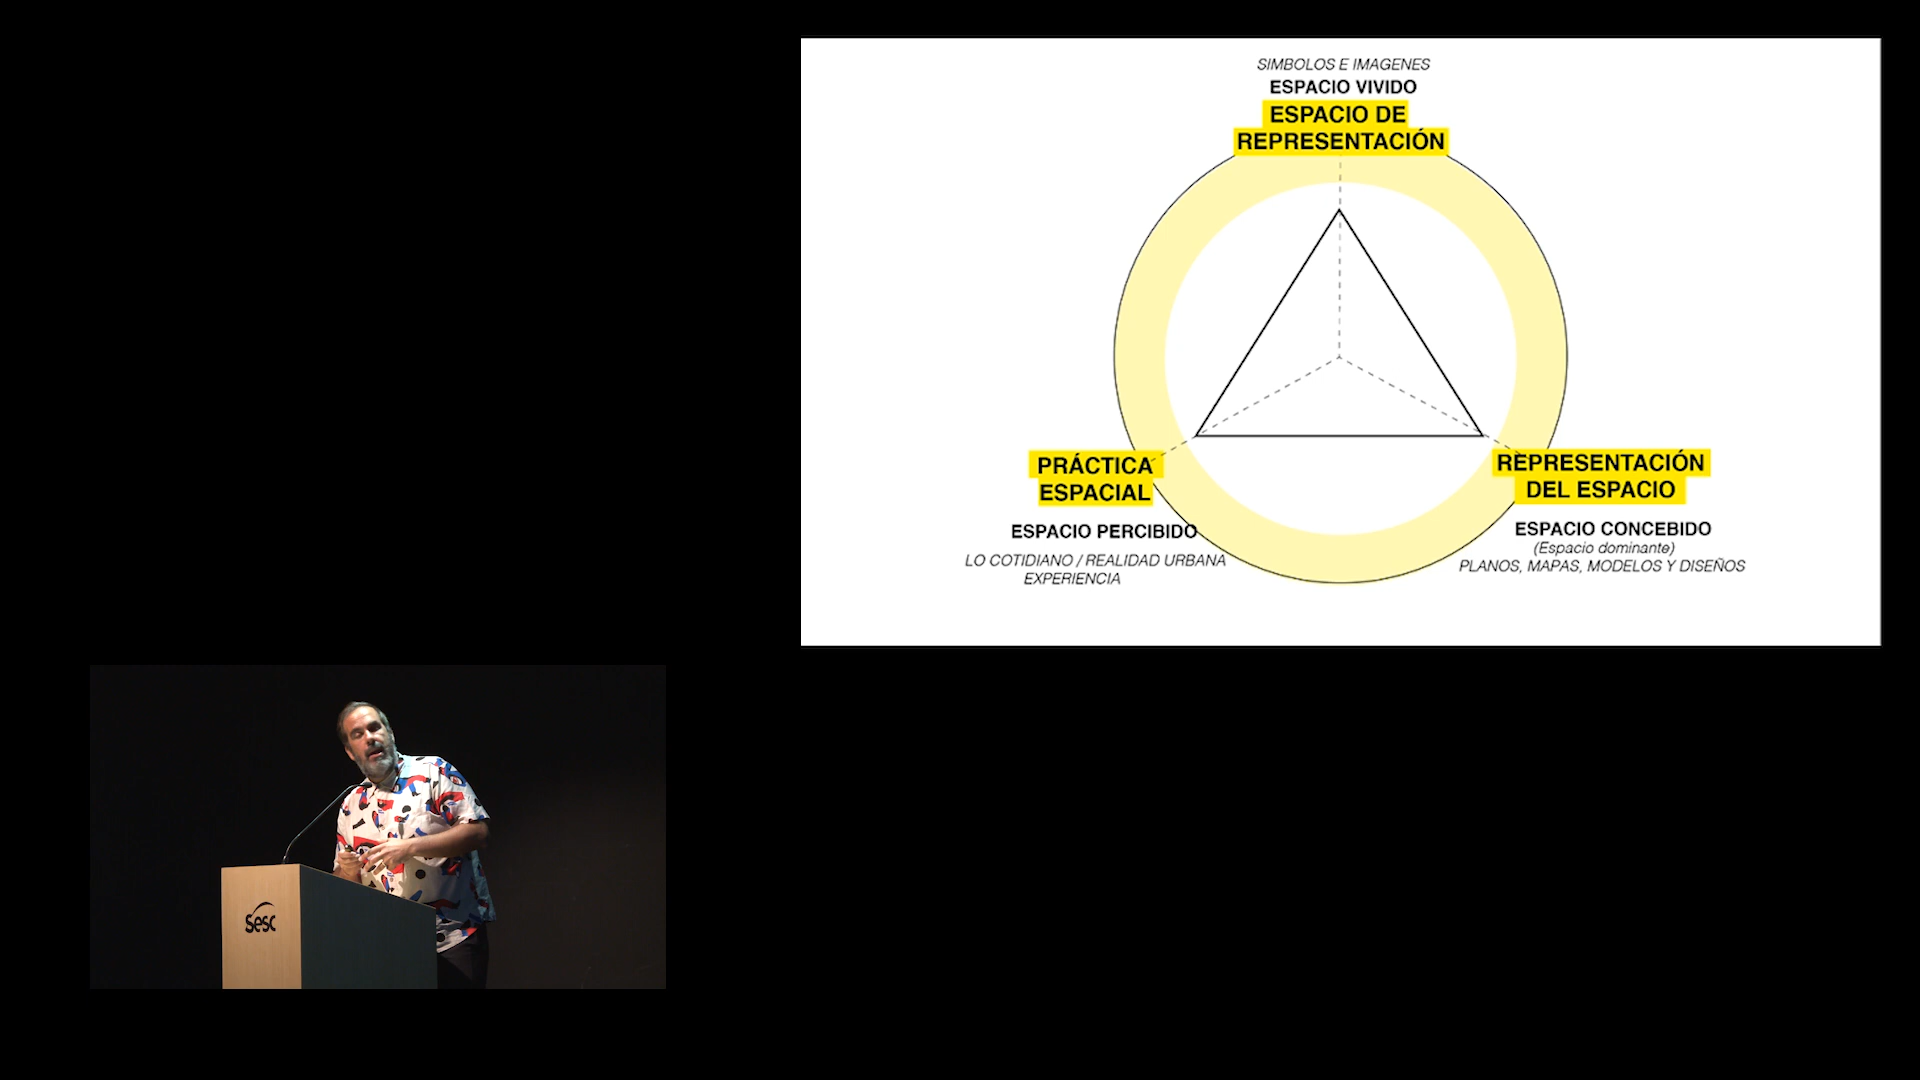 SIMBOLOS E IMAGENES
ESPACIO VIVIDO
ESPACIO DE
REPRESENTACIÓN
PRÁCTICA
ESPACIAL
ESPACIO PERCIBIDO
LO COTIDIANO / REALIDAD URBANA
EXPERIENCIA
REPRESENTACIÓN
DEL ESPACIO
ESPACIO CONCEBIDO
(Espacio dominante)
PLANOS, MAPAS, MODELOS Y DISEÑOS
Sesc